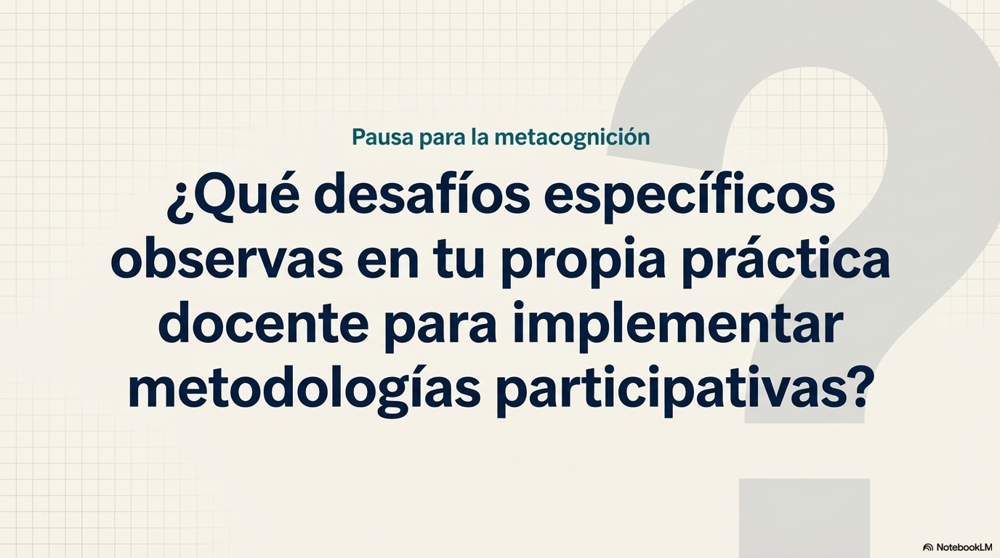 Pausa para la metacognición
¿Qué desafíos específicos
observas en tu propia práctica
docente para implementar
metodologías participativas?
NotebookLM